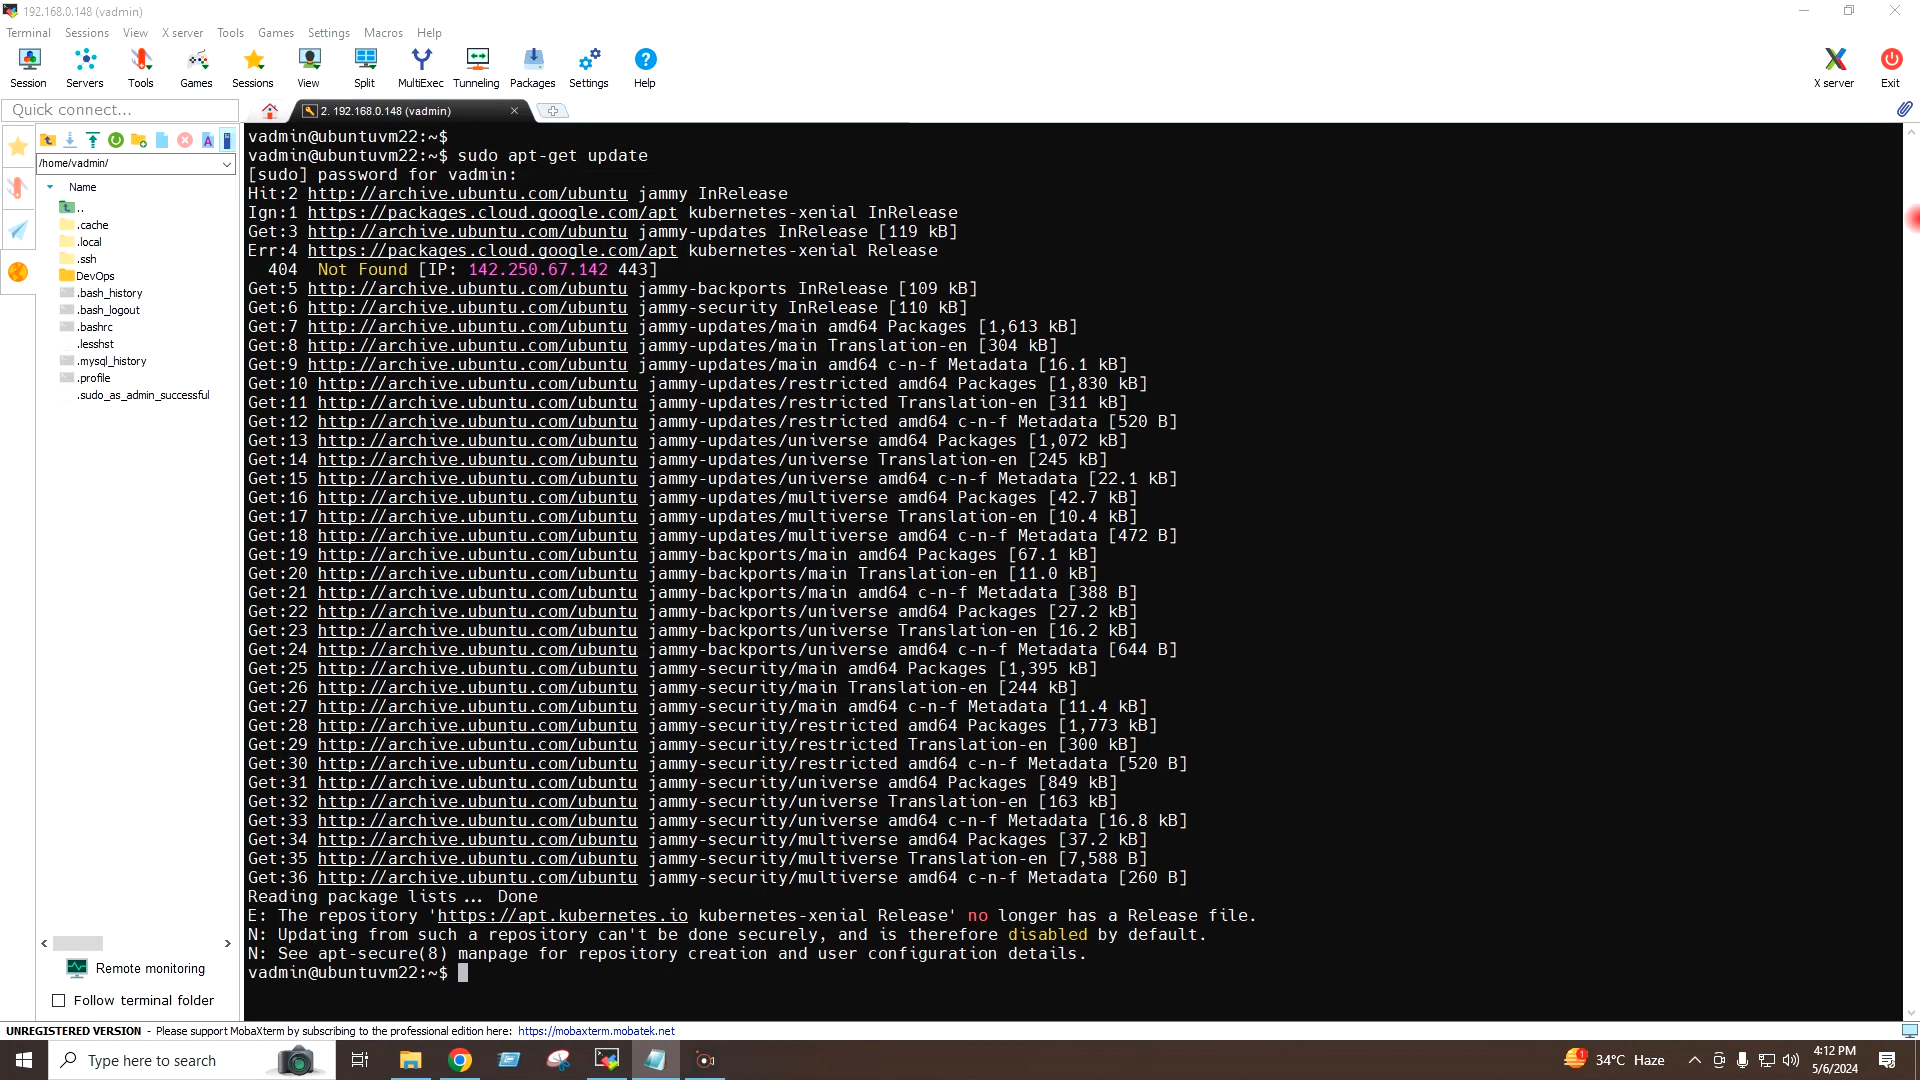 192.168.0.148 (vadmin)
Terminal Sessions View X server Tools Games Settings Macros Help
Session Servers Tools Games Sessions View Split MultiExec Tunneling Packages Settings Help X server Exit
Quick connect...
2. 192.168.0.148 (vadmin)
/home/vadmin/
Name
..
.cache
.local
.ssh
DevOps
.bash_history
.bash_logout
.bashrc
.lesshst
.mysql_history
.profile
.sudo_as_admin_successful
Remote monitoring
Follow terminal folder
vadmin@ubuntuvm22:~$
vadmin@ubuntuvm22:~$ sudo apt-get update
[sudo] password for vadmin:
Hit:2 http://archive.ubuntu.com/ubuntu jammy InRelease
Ign:1 https://packages.cloud.google.com/apt kubernetes-xenial InRelease
Get:3 http://archive.ubuntu.com/ubuntu jammy-updates InRelease [119 kB]
Err:4 https://packages.cloud.google.com/apt kubernetes-xenial Release
404 Not Found [IP: 142.250.67.142 443]
Get:5 http://archive.ubuntu.com/ubuntu jammy-backports InRelease [109 kB]
Get:6 http://archive.ubuntu.com/ubuntu jammy-security InRelease [110 kB]
Get:7 http://archive.ubuntu.com/ubuntu jammy-updates/main amd64 Packages [1,613 kB]
Get:8 http://archive.ubuntu.com/ubuntu jammy-updates/main Translation-en [304 kB]
Get:9 http://archive.ubuntu.com/ubuntu jammy-updates/main amd64 c-n-f Metadata [16.1 kB]
Get:10 http://archive.ubuntu.com/ubuntu jammy-updates/restricted amd64 Packages [1,830 kB]
Get:11 http://archive.ubuntu.com/ubuntu jammy-updates/restricted Translation-en [311 kB]
Get:12 http://archive.ubuntu.com/ubuntu jammy-updates/restricted amd64 c-n-f Metadata [520 B]
Get:13 http://archive.ubuntu.com/ubuntu jammy-updates/universe amd64 Packages [1,072 kB]
Get:14 http://archive.ubuntu.com/ubuntu jammy-updates/universe Translation-en [245 kB]
Get:15 http://archive.ubuntu.com/ubuntu jammy-updates/universe amd64 c-n-f Metadata [22.1 kB]
Get:16 http://archive.ubuntu.com/ubuntu jammy-updates/multiverse amd64 Packages [42.7 kB]
Get:17 http://archive.ubuntu.com/ubuntu jammy-updates/multiverse Translation-en [10.4 kB]
Get:18 http://archive.ubuntu.com/ubuntu jammy-updates/multiverse amd64 c-n-f Metadata [472 B]
Get:19 http://archive.ubuntu.com/ubuntu jammy-backports/main amd64 Packages [67.1 kB]
Get:20 http://archive.ubuntu.com/ubuntu jammy-backports/main Translation-en [11.0 kB]
Get:21 http://archive.ubuntu.com/ubuntu jammy-backports/main amd64 c-n-f Metadata [388 B]
Get:22 http://archive.ubuntu.com/ubuntu jammy-backports/universe amd64 Packages [27.2 kB]
Get:23 http://archive.ubuntu.com/ubuntu jammy-backports/universe Translation-en [16.2 kB]
Get:24 http://archive.ubuntu.com/ubuntu jammy-backports/universe amd64 c-n-f Metadata [644 B]
Get:25 http://archive.ubuntu.com/ubuntu jammy-security/main amd64 Packages [1,395 kB]
Get:26 http://archive.ubuntu.com/ubuntu jammy-security/main Translation-en [244 kB]
Get:27 http://archive.ubuntu.com/ubuntu jammy-security/main amd64 c-n-f Metadata [11.4 kB]
Get:28 http://archive.ubuntu.com/ubuntu jammy-security/restricted amd64 Packages [1,773 kB]
Get:29 http://archive.ubuntu.com/ubuntu jammy-security/restricted Translation-en [300 kB]
Get:30 http://archive.ubuntu.com/ubuntu jammy-security/restricted amd64 c-n-f Metadata [520 B]
Get:31 http://archive.ubuntu.com/ubuntu jammy-security/universe amd64 Packages [849 kB]
Get:32 http://archive.ubuntu.com/ubuntu jammy-security/universe Translation-en [163 kB]
Get:33 http://archive.ubuntu.com/ubuntu jammy-security/universe amd64 c-n-f Metadata [16.8 kB]
Get:34 http://archive.ubuntu.com/ubuntu jammy-security/multiverse amd64 Packages [37.2 kB]
Get:35 http://archive.ubuntu.com/ubuntu jammy-security/multiverse Translation-en [7,588 B]
Get:36 http://archive.ubuntu.com/ubuntu jammy-security/multiverse amd64 c-n-f Metadata [260 B]
Reading package lists... Done
E: The repository 'https://apt.kubernetes.io kubernetes-xenial Release' no longer has a Release file.
N: Updating from such a repository can't be done securely, and is therefore disabled by default.
N: See apt-secure(8) manpage for repository creation and user configuration details.
vadmin@ubuntuvm22:~$
UNREGISTERED VERSION - Please support MobaXterm by subscribing to the professional edition here: https://mobaxterm.mobatek.net
Type here to search
1
34°C Haze
4:12 PM
5/6/2024